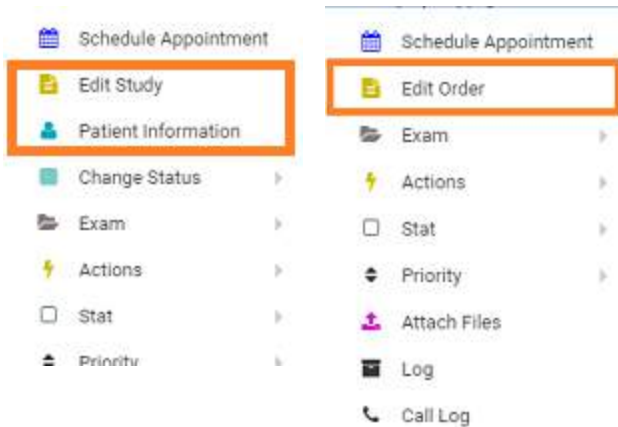 Schedule Appointment
Edit Study
Patient Information
Change Status
Exam
Actions
Stat
Priority
Schedule Appointment
Edit Order
Exam
Actions
Stat
Priority
Attach Files
Log
Call Log